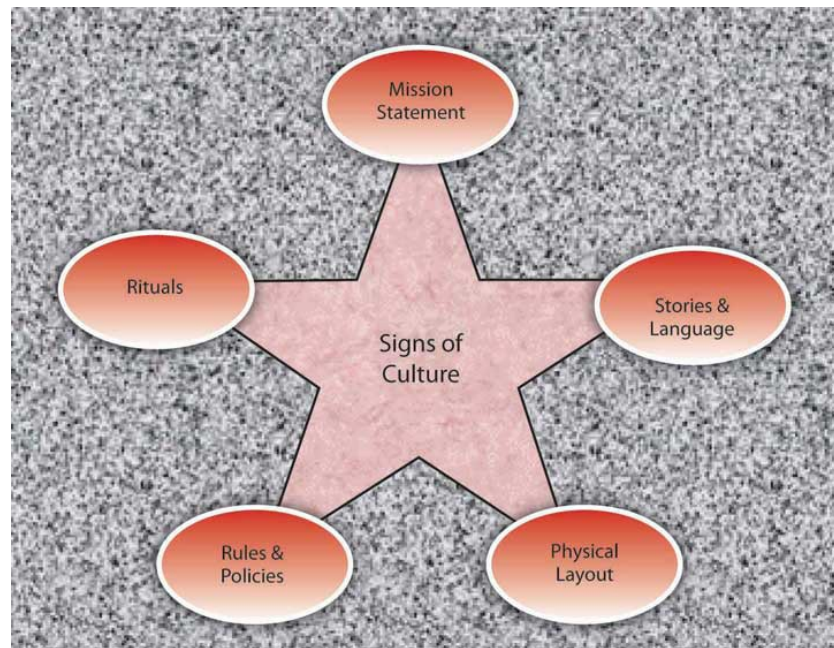 Mission
Statement
Rituals
Stories &
Language
Signs of
Culture
Rules &
Policies
Physical
Layout